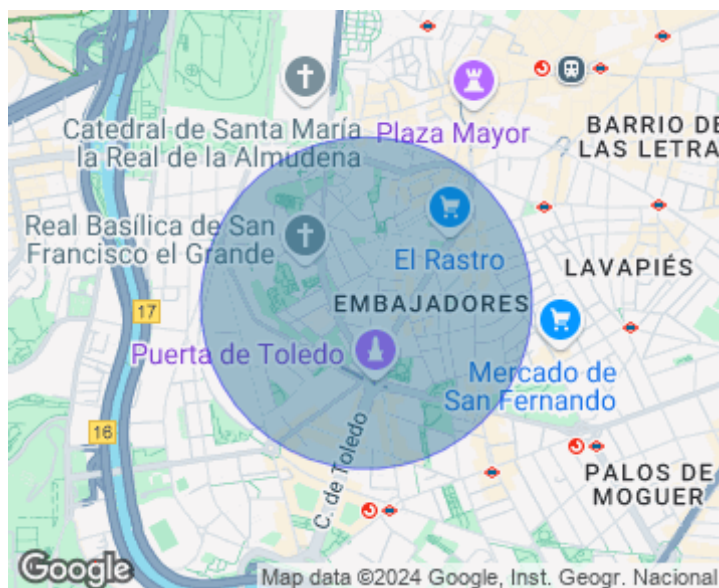 Catedral de Santa María
la Real de la Almudena
Plaza Mayor
BARRIO DE
LAS LETRA
Real Basílica de San
Francisco el Grande
El Rastro
LAVAPIÉS
EMBAJADORES
17
Puerta de Toledo
Mercado de
San Fernando
16
C. de Toledo
PALOS DE
MOGUER
Google
Map data ©2024 Google, Inst. Geogr. Nacional